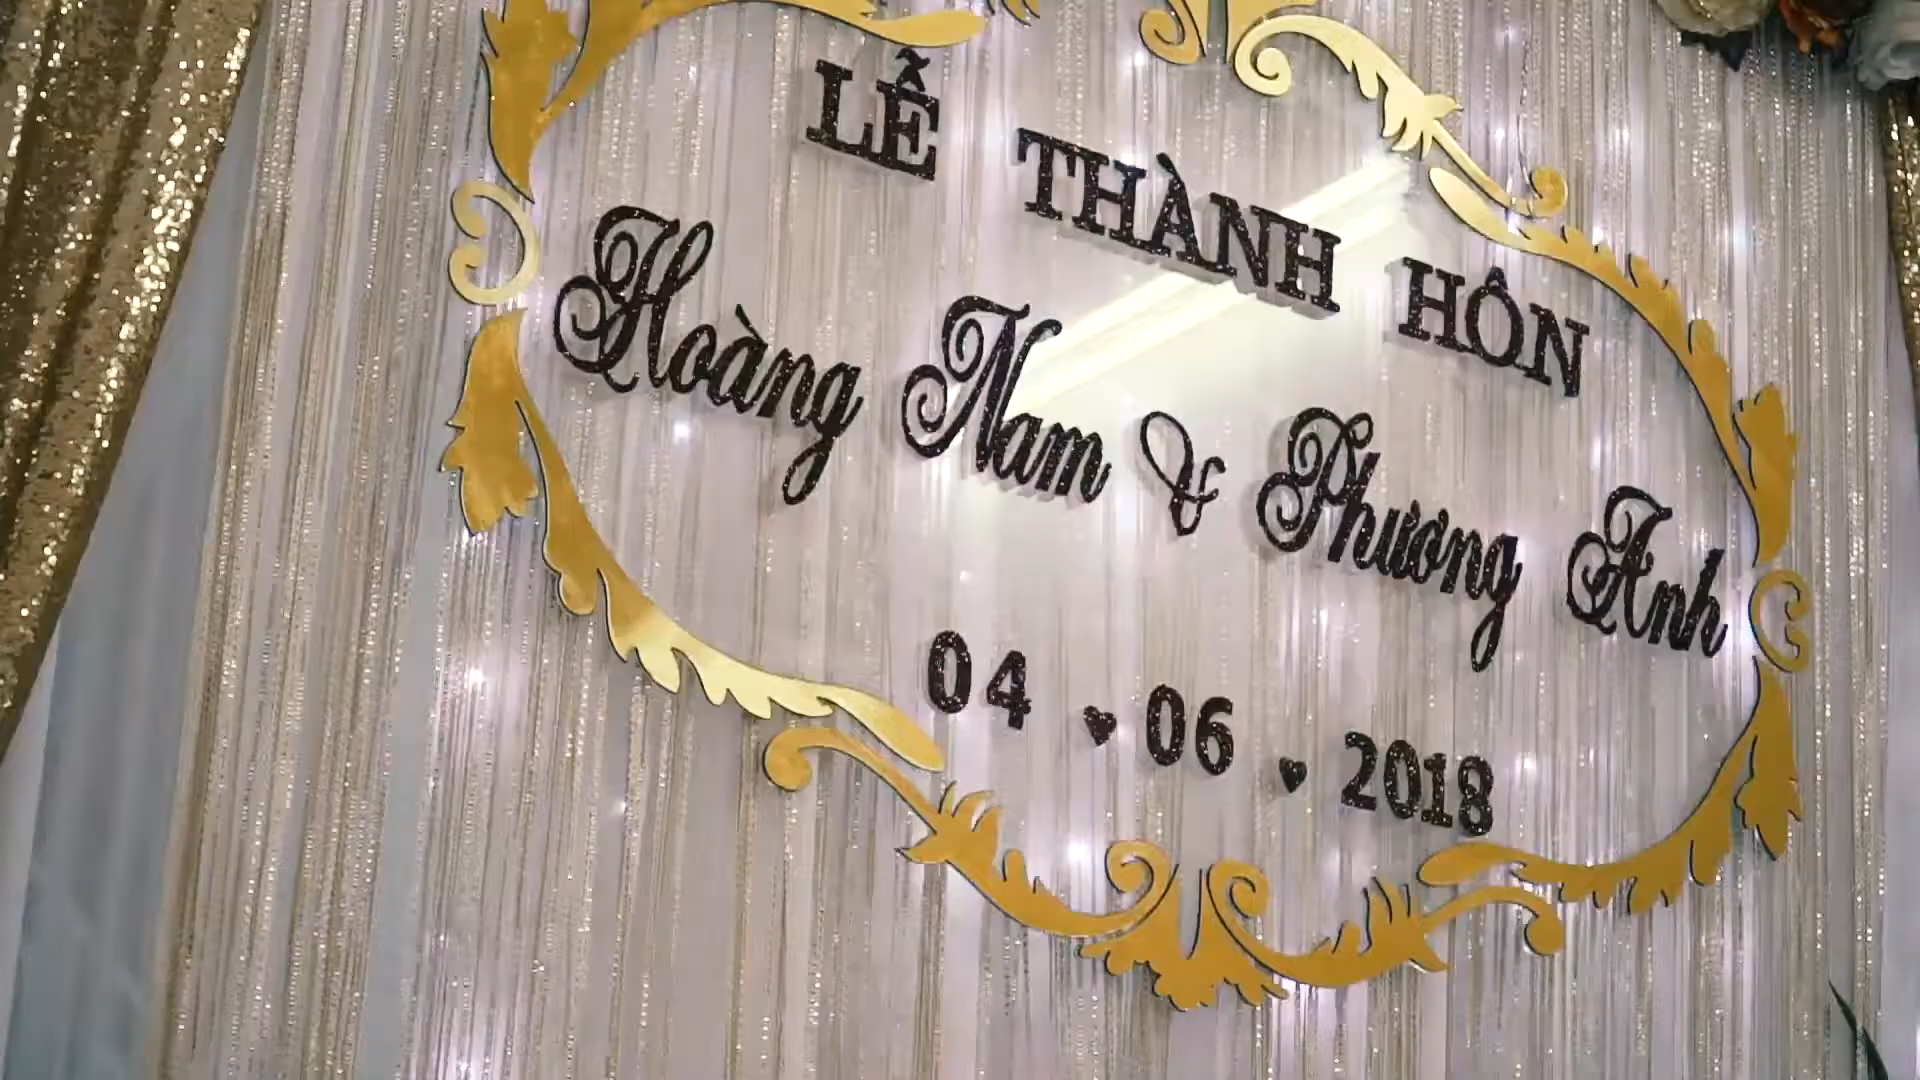 LỄ THÀNH HÔN
Hoàng Nam & Phương Anh
04 ♥ 06 ♥ 2018